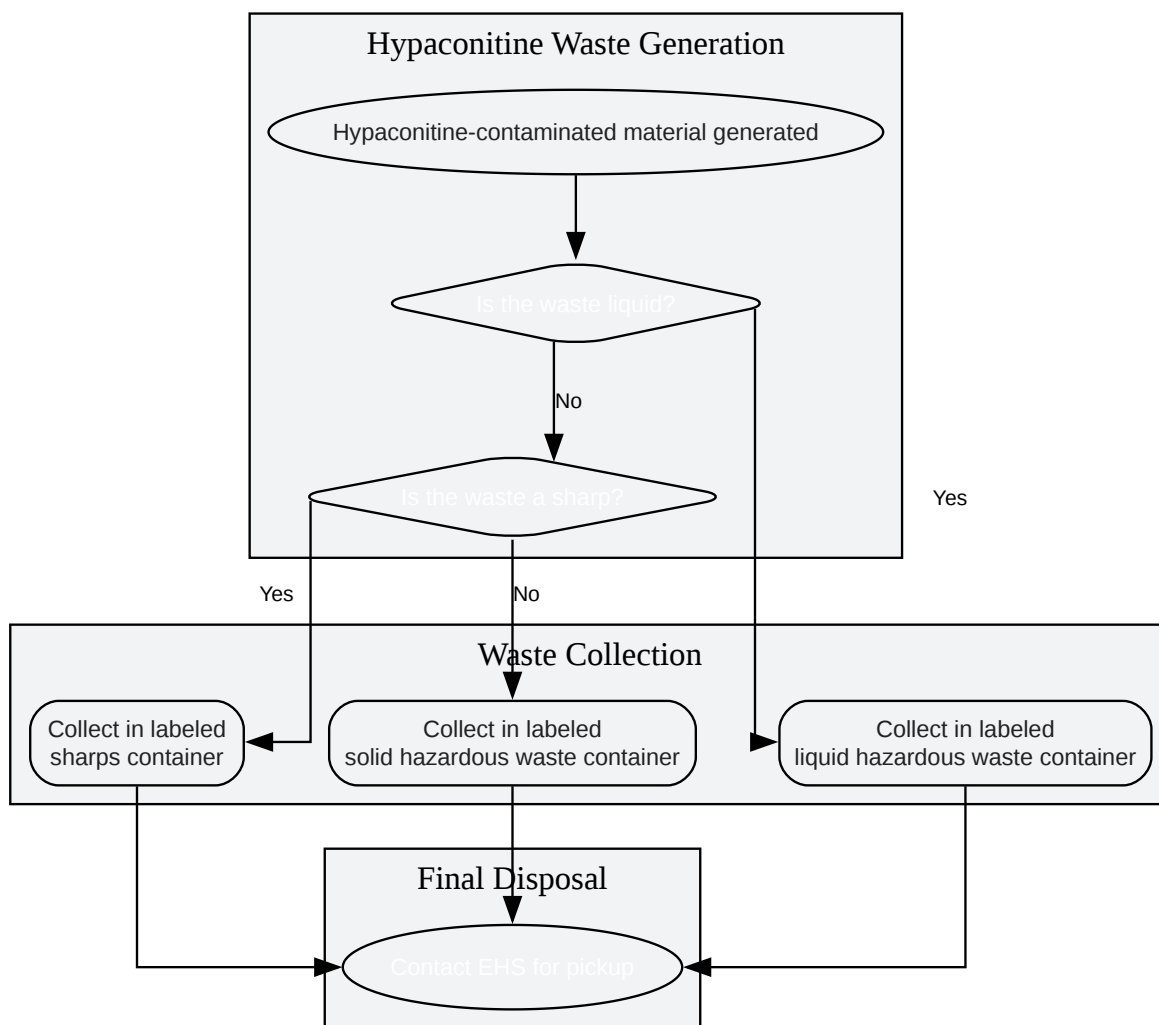 Hypaconitine Waste Generation
Hypaconitine-contaminated material generated
Is the waste liquid?
No
Is the waste a sharp?
Yes
Yes
No
Waste Collection
Collect in labeled
sharps container
Collect in labeled
solid hazardous waste container
Collect in labeled
liquid hazardous waste container
Final Disposal
Contact EHS for pickup